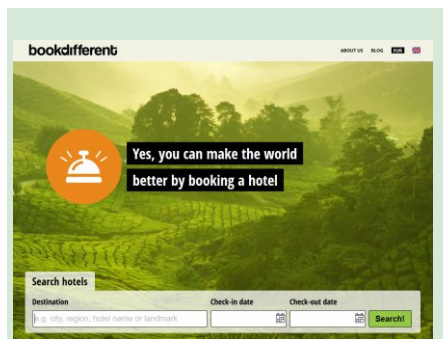 bookdifferent
ABOUT US BLOG EUR
Yes, you can make the world
better by booking a hotel
Search hotels
Destination Check-in date Check-out date
e.g. city, region, hotel name or landmark Search!